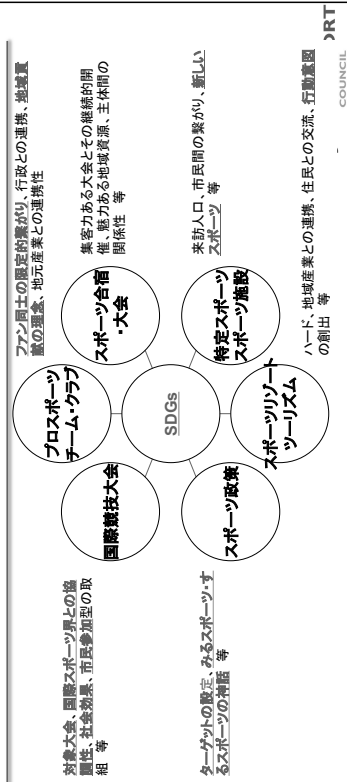 ファン同士の限定的繋がり、行政との連携、地域貢
献の理念、地元産業との連携性
プロスポーツ
チーム・クラブ
集客力ある大会とその継続的開
催、魅力ある地域資源、主体間の
関係性 等
スポーツ合宿
・大会
来訪人口、市民間の繋がり、新しい
スポーツ 等
特定スポーツ
スポーツ施設
ハード、地域産業との連携、住民との交流、行動意図
の創出 等
スポーツリゾート
ツーリズム
SDGs
対象大会、国際スポーツ界との協
調性、社会効果、市民参加型の取
組 等
国際競技大会
ターゲットの設定、みるスポーツ・す
るスポーツの神話 等
スポーツ政策
COUNCIL